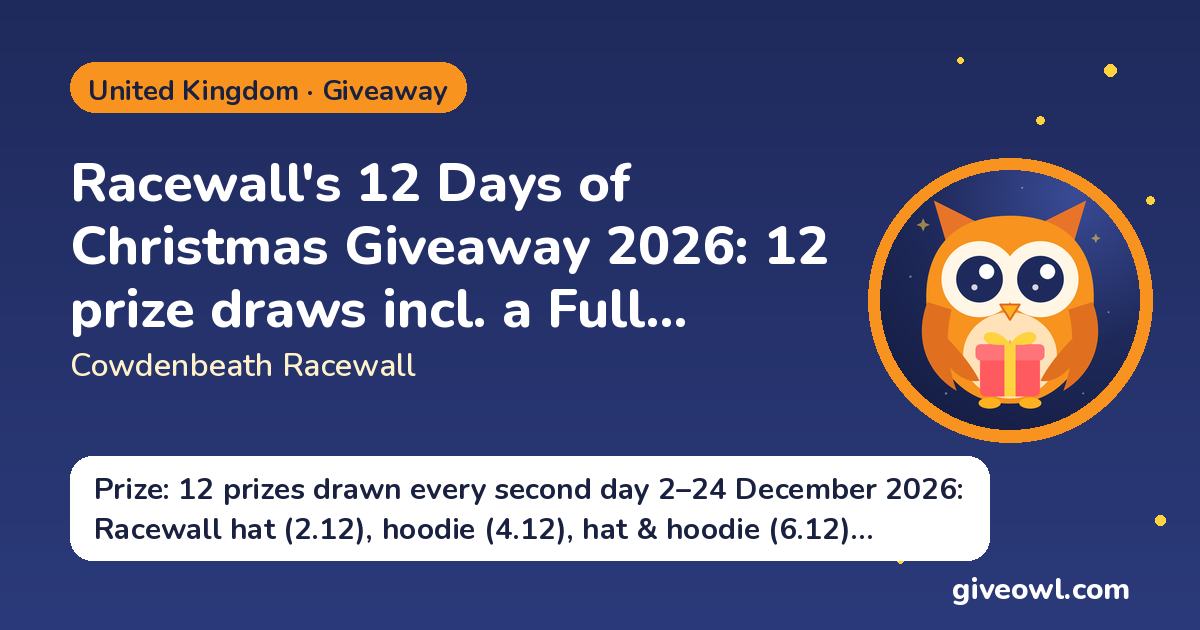 United Kingdom · Giveaway
Racewall's 12 Days of
Christmas Giveaway 2026: 12
prize draws incl. a Full...
Cowdenbeath Racewall
Prize: 12 prizes drawn every second day 2–24 December 2026:
Racewall hat (2.12), hoodie (4.12), hat & hoodie (6.12)...
giveowl.com